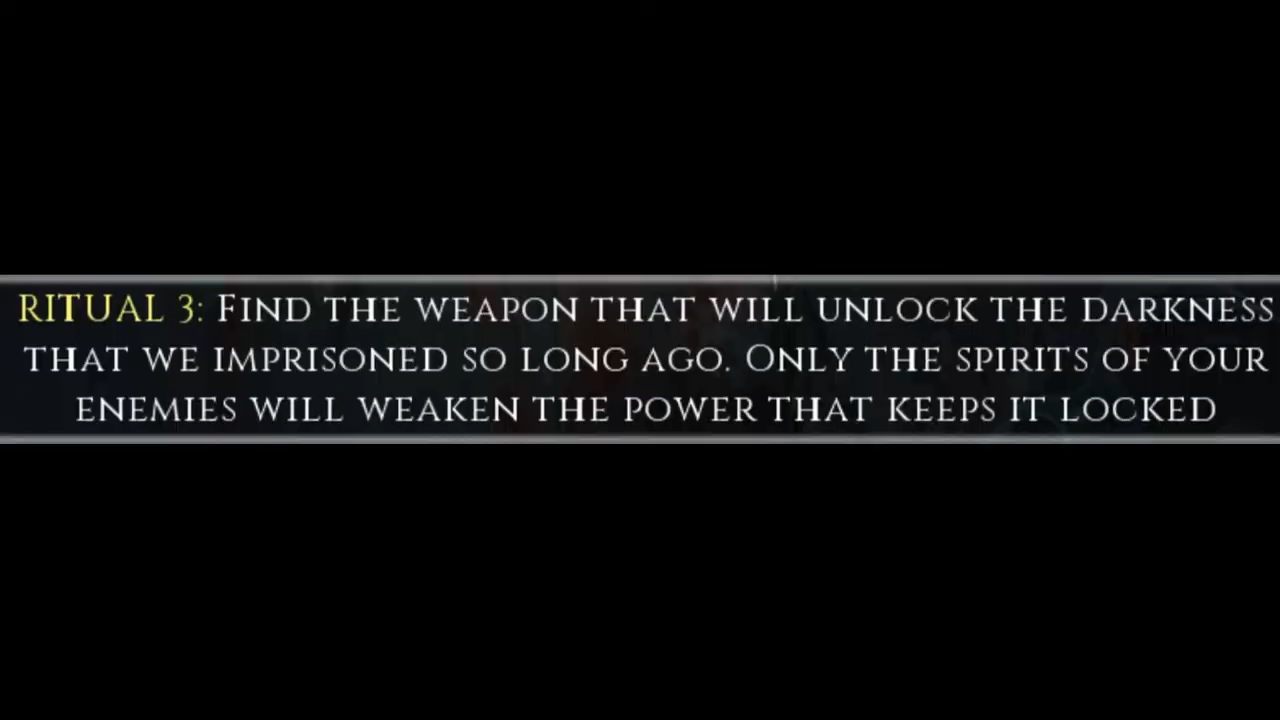 RITUAL 3: Find the weapon that will unlock the darkness
that we imprisoned so long ago. Only the spirits of your
enemies will weaken the power that keeps it locked